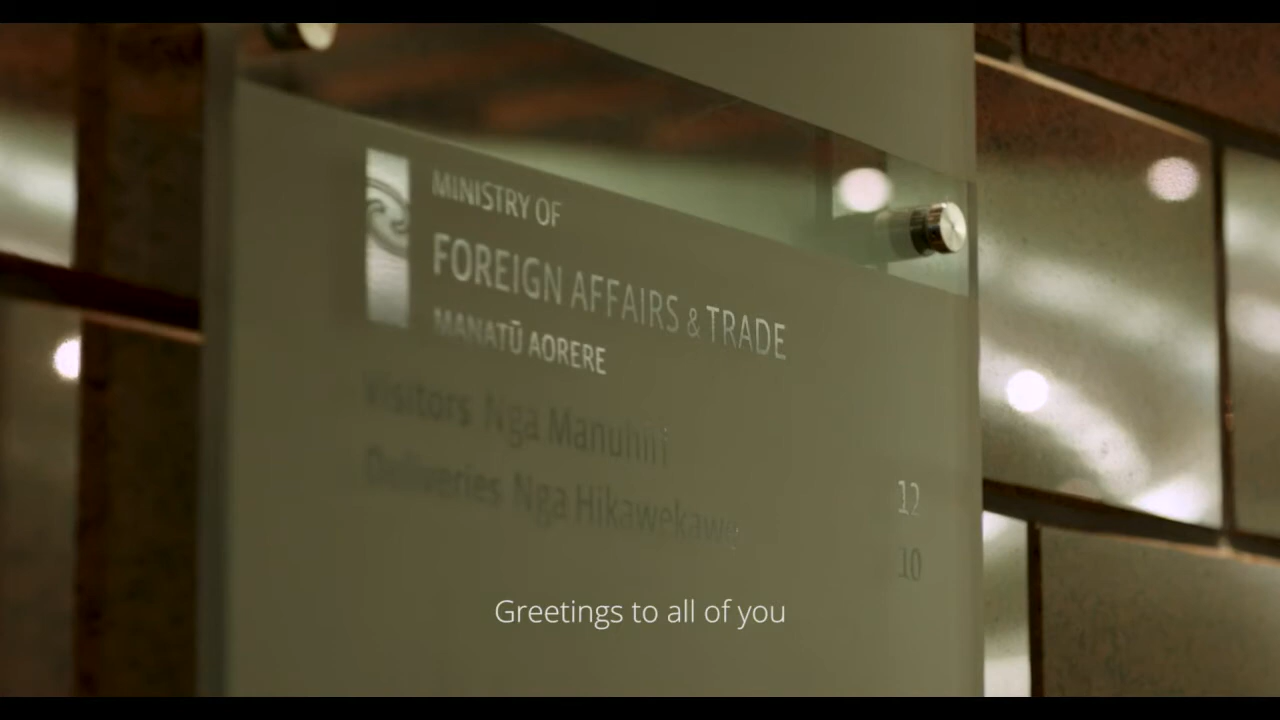 MINISTRY OF
FOREIGN AFFAIRS & TRADE
MANATŪ AORERE
Visitors Nga Manuhiri
12
Deliveries Nga Hikawekawe
10
Greetings to all of you